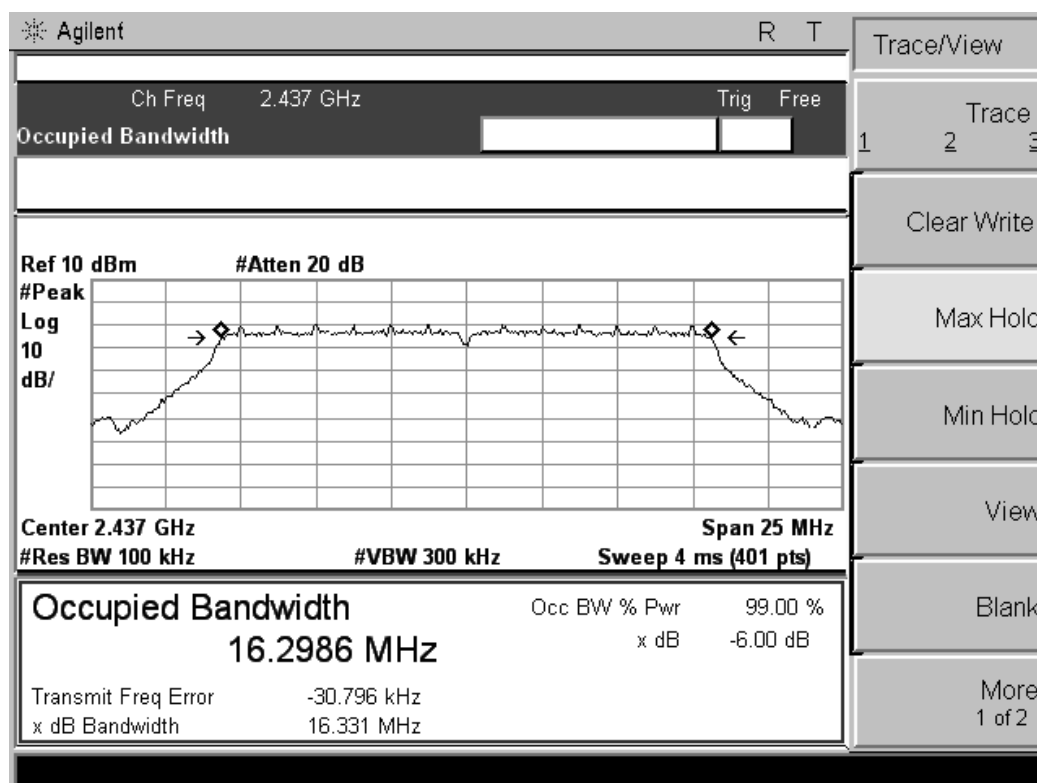 Agilent R T
Trace/View
Ch Freq 2.437 GHz Trig Free
Occupied Bandwidth
Trace
1 2 3
Clear Write
Max Hold
Min Hold
View
Blank
More
1 of 2
Ref 10 dBm #Atten 20 dB
#Peak
Log
10
dB/
Center 2.437 GHz Span 25 MHz
#Res BW 100 kHz #VBW 300 kHz Sweep 4 ms (401 pts)
Occupied Bandwidth
16.2986 MHz
Occ BW % Pwr 99.00 %
x dB -6.00 dB
Transmit Freq Error -30.796 kHz
x dB Bandwidth 16.331 MHz